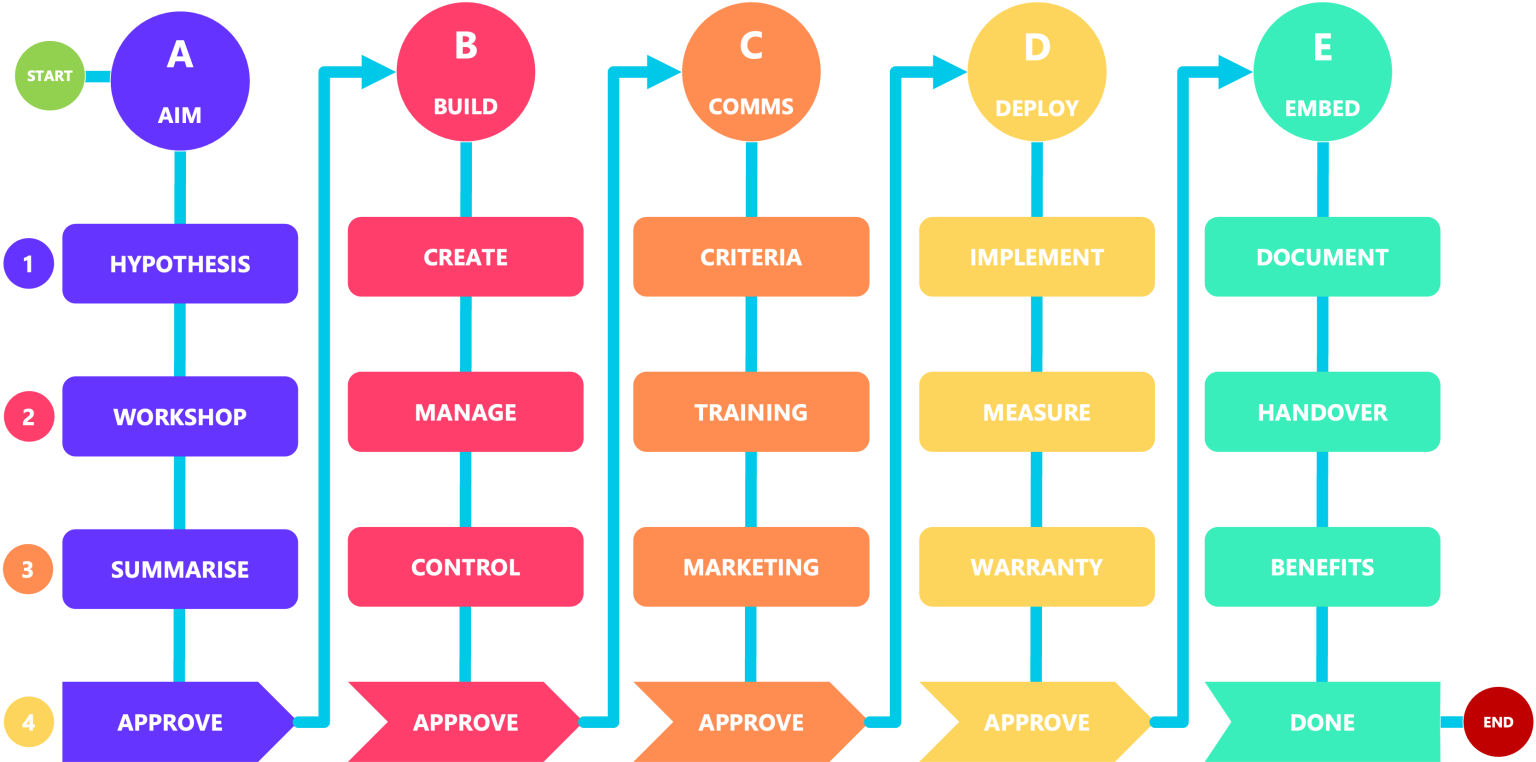 START
A
AIM
B
BUILD
C
COMMS
D
DEPLOY
E
EMBED
1
HYPOTHESIS
CREATE
CRITERIA
IMPLEMENT
DOCUMENT
2
WORKSHOP
MANAGE
TRAINING
MEASURE
HANDOVER
3
SUMMARISE
CONTROL
MARKETING
WARRANTY
BENEFITS
4
APPROVE
APPROVE
APPROVE
APPROVE
DONE
END